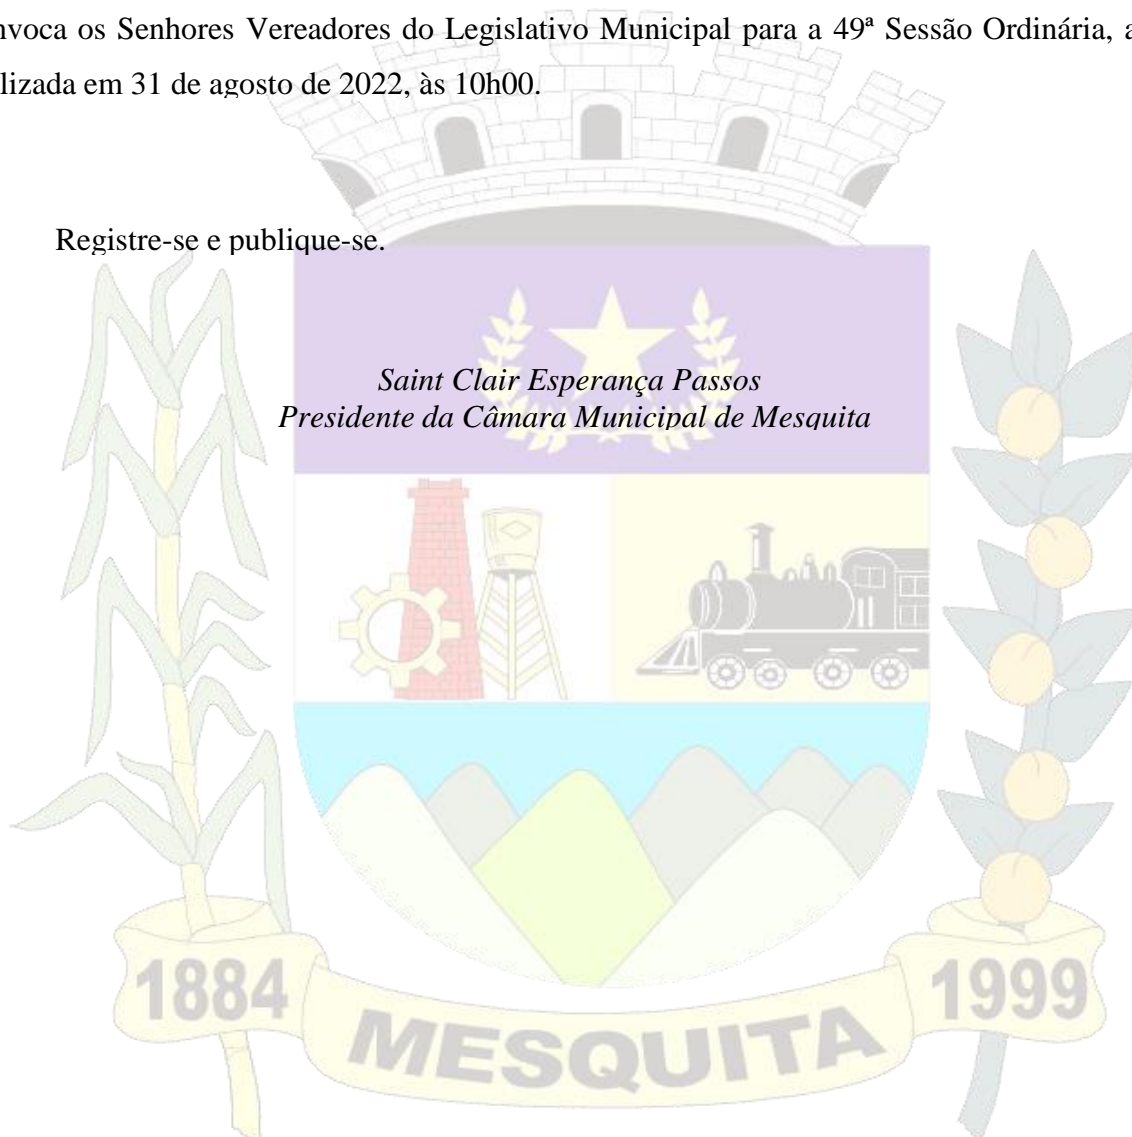 nvoca os Senhores Vereadores do Legislativo Municipal para a 49ª Sessão Ordinária, a
lizada em 31 de agosto de 2022, às 10h00.
Registre-se e publique-se.
Saint Clair Esperança Passos
Presidente da Câmara Municipal de Mesquita
1884
MESQUITA
1999